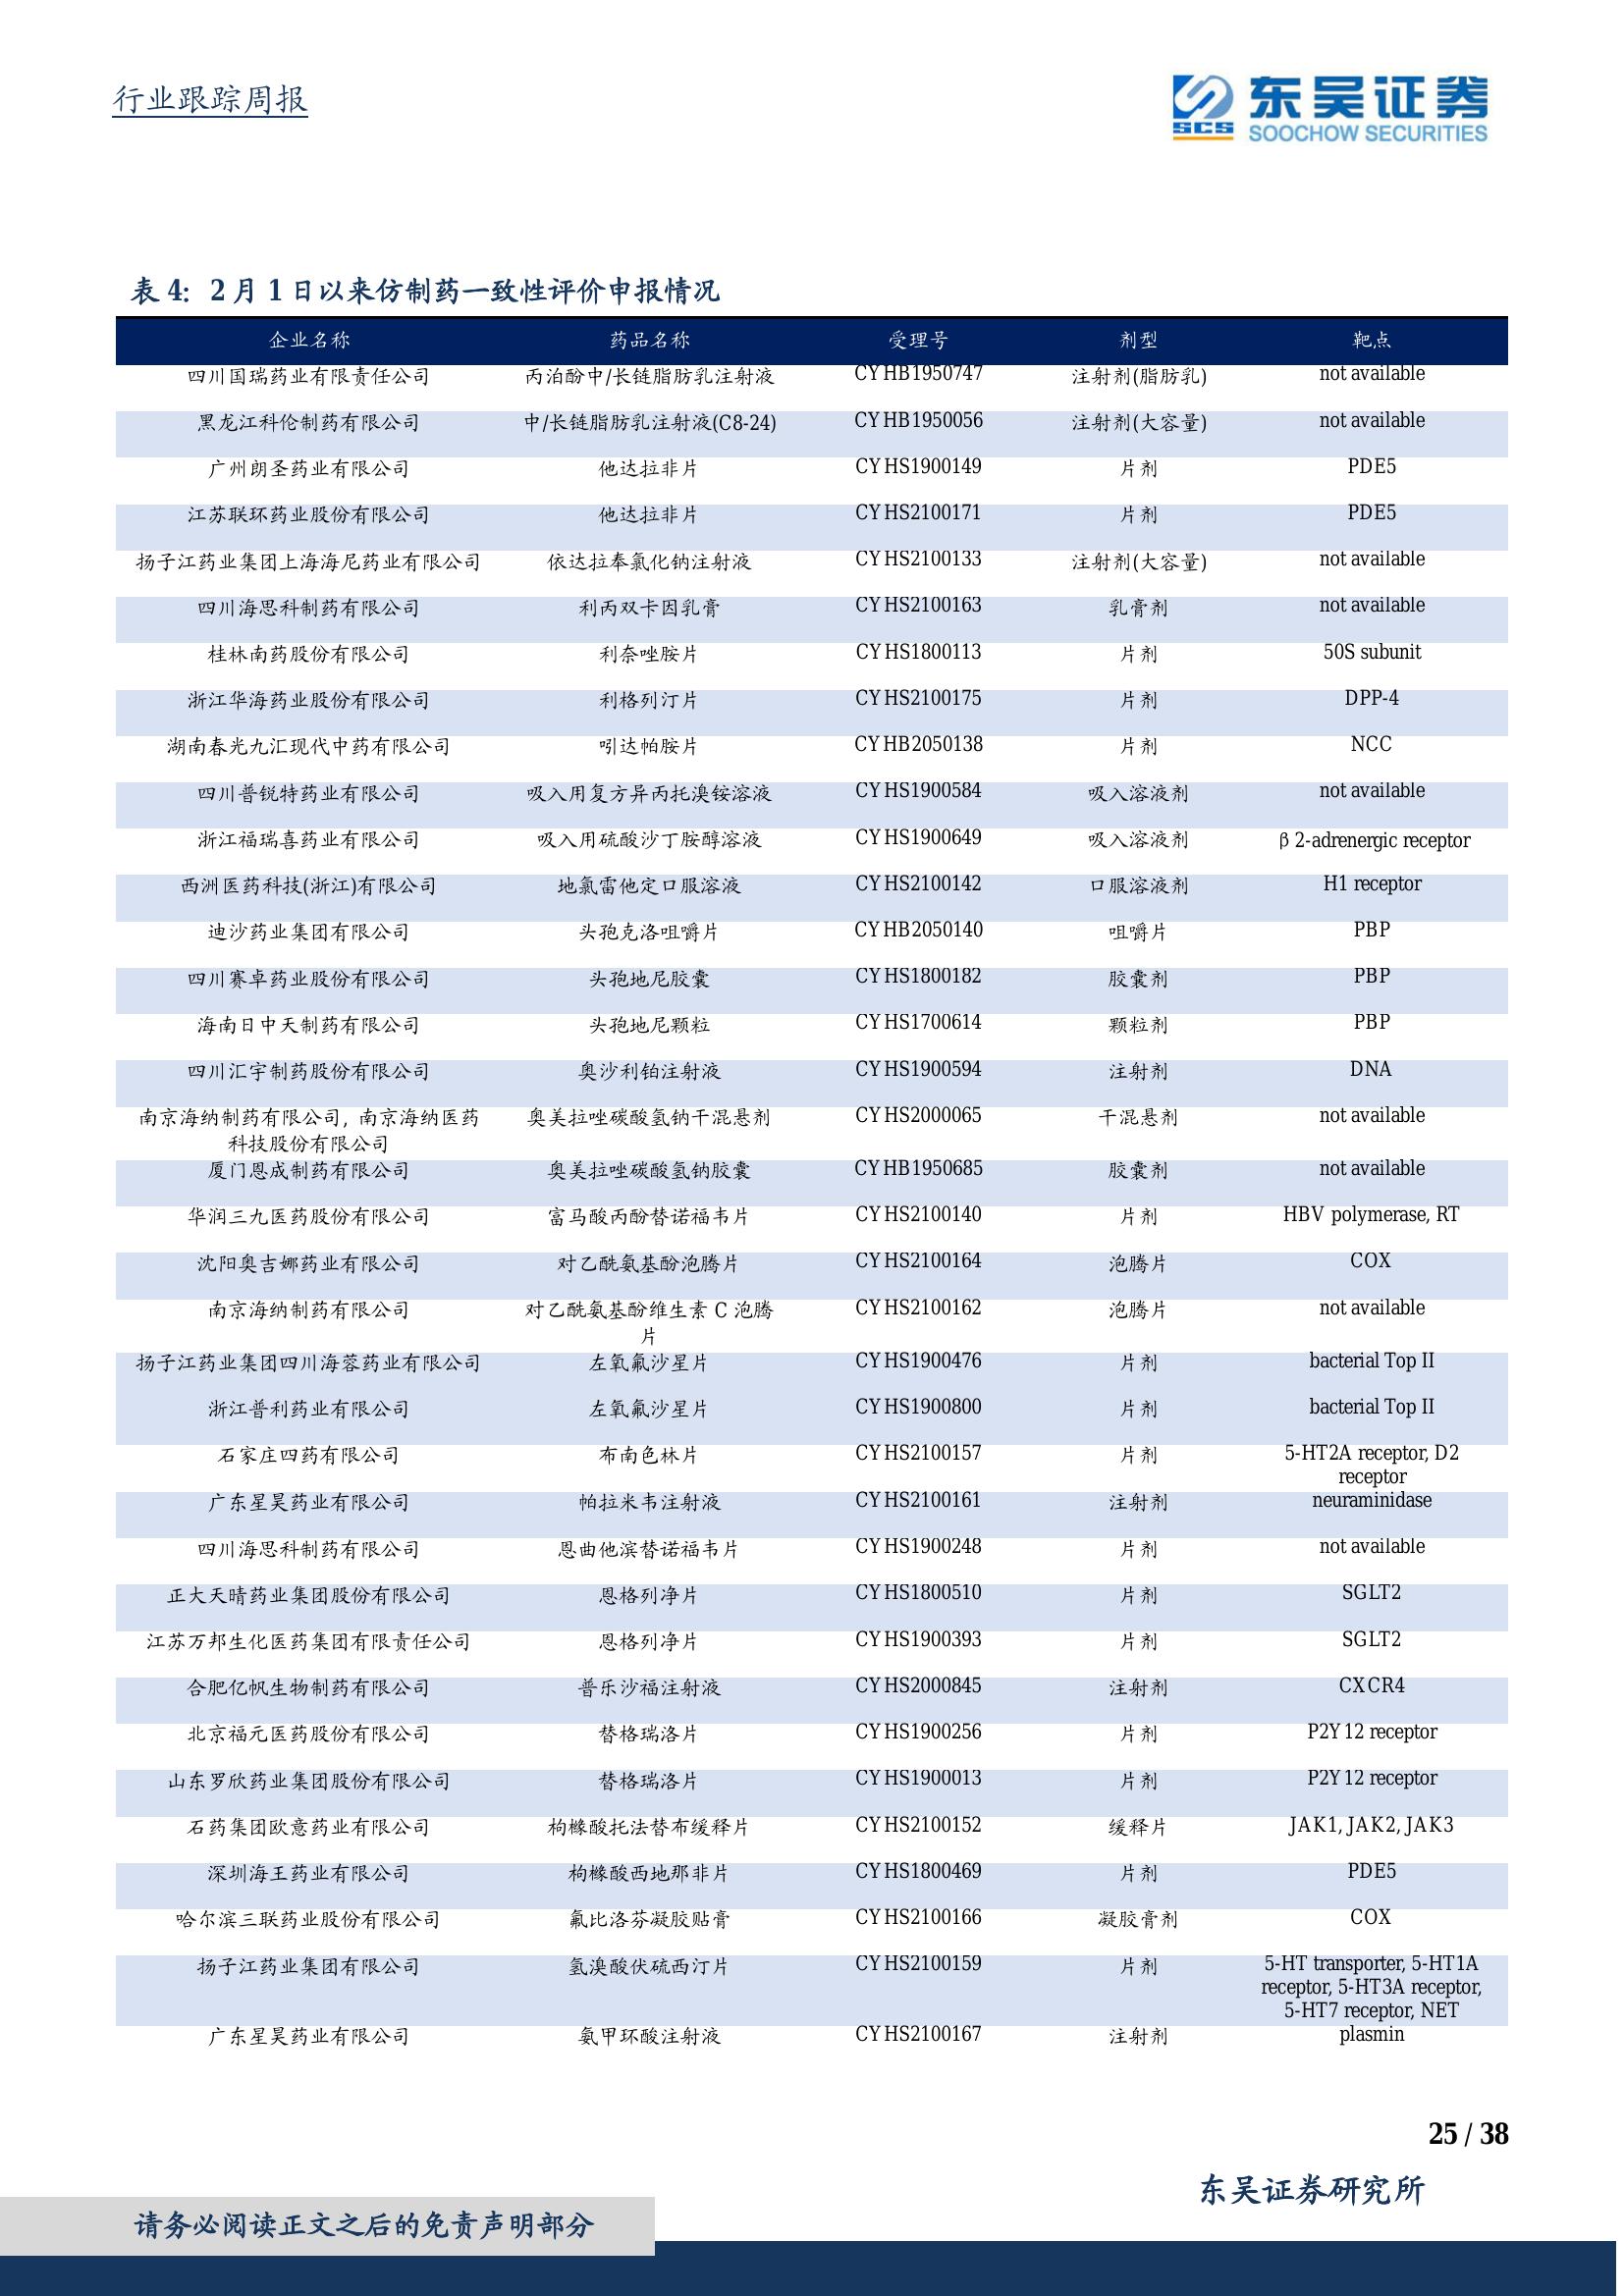 行业跟踪周报
SCS 东吴证券
SOOCHOW SECURITIES
表 4: 2 月 1 日以来仿制药一致性评价申报情况
企业名称 药品名称 受理号 剂型 靶点
四川国瑞药业有限责任公司 丙泊酚中/长链脂肪乳注射液 CYHB1950747 注射剂(脂肪乳) not available
黑龙江科伦制药有限公司 中/长链脂肪乳注射液(C8-24) CYHB1950056 注射剂(大容量) not available
广州朗圣药业有限公司 他达拉非片 CYHS1900149 片剂 PDE5
江苏联环药业股份有限公司 他达拉非片 CYHS2100171 片剂 PDE5
扬子江药业集团上海海尼药业有限公司 依达拉奉氯化钠注射液 CYHS2100133 注射剂(大容量) not available
四川海思科制药有限公司 利丙双卡因乳膏 CYHS2100163 乳膏剂 not available
桂林南药股份有限公司 利奈唑胺片 CYHS1800113 片剂 50S subunit
浙江华海药业股份有限公司 利格列汀片 CYHS2100175 片剂 DPP-4
湖南春光九汇现代中药有限公司 吲达帕胺片 CYHB2050138 片剂 NCC
四川普锐特药业有限公司 吸入用复方异丙托溴铵溶液 CYHS1900584 吸入溶液剂 not available
浙江福瑞喜药业有限公司 吸入用硫酸沙丁胺醇溶液 CYHS1900649 吸入溶液剂 β 2-adrenergic receptor
西洲医药科技(浙江)有限公司 地氯雷他定口服溶液 CYHS2100142 口服溶液剂 H1 receptor
迪沙药业集团有限公司 头孢克洛咀嚼片 CYHB2050140 咀嚼片 PBP
四川赛卓药业股份有限公司 头孢地尼胶囊 CYHS1800182 胶囊剂 PBP
海南日中天制药有限公司 头孢地尼颗粒 CYHS1700614 颗粒剂 PBP
四川汇宇制药股份有限公司 奥沙利铂注射液 CYHS1900594 注射剂 DNA
南京海纳制药有限公司, 南京海纳医药 奥美拉唑碳酸氢钠干混悬剂 CYHS2000065 干混悬剂 not available
科技股份有限公司
厦门恩成制药有限公司 奥美拉唑碳酸氢钠胶囊 CYHB1950685 胶囊剂 not available
华润三九医药股份有限公司 富马酸丙酚替诺福韦片 CYHS2100140 片剂 HBV polymerase, RT
沈阳奥吉娜药业有限公司 对乙酰氨基酚泡腾片 CYHS2100164 泡腾片 COX
南京海纳制药有限公司 对乙酰氨基酚维生素 C 泡腾 CYHS2100162 泡腾片 not available
片
扬子江药业集团四川海蓉药业有限公司 左氧氟沙星片 CYHS1900476 片剂 bacterial Top II
浙江普利药业有限公司 左氧氟沙星片 CYHS1900800 片剂 bacterial Top II
石家庄四药有限公司 布南色林片 CYHS2100157 片剂 5-HT2A receptor, D2
receptor
广东星昊药业有限公司 帕拉米韦注射液 CYHS2100161 注射剂 neuraminidase
四川海思科制药有限公司 恩曲他滨替诺福韦片 CYHS1900248 片剂 not available
正大天晴药业集团股份有限公司 恩格列净片 CYHS1800510 片剂 SGLT2
江苏万邦生化医药集团有限责任公司 恩格列净片 CYHS1900393 片剂 SGLT2
合肥亿帆生物制药有限公司 普乐沙福注射液 CYHS2000845 注射剂 CXCR4
北京福元医药股份有限公司 替格瑞洛片 CYHS1900256 片剂 P2Y12 receptor
山东罗欣药业集团股份有限公司 替格瑞洛片 CYHS1900013 片剂 P2Y12 receptor
石药集团欧意药业有限公司 枸橼酸托法替布缓释片 CYHS2100152 缓释片 JAK1, JAK2, JAK3
深圳海王药业有限公司 枸橼酸西地那非片 CYHS1800469 片剂 PDE5
哈尔滨三联药业股份有限公司 氟比洛芬凝胶贴膏 CYHS2100166 凝胶膏剂 COX
扬子江药业集团有限公司 氢溴酸伏硫西汀片 CYHS2100159 片剂 5-HT transporter, 5-HT1A
receptor, 5-HT3A receptor,
5-HT7 receptor, NET
广东星昊药业有限公司 氨甲环酸注射液 CYHS2100167 注射剂 plasmin
25 / 38
东吴证券研究所
请务必阅读正文之后的免责声明部分